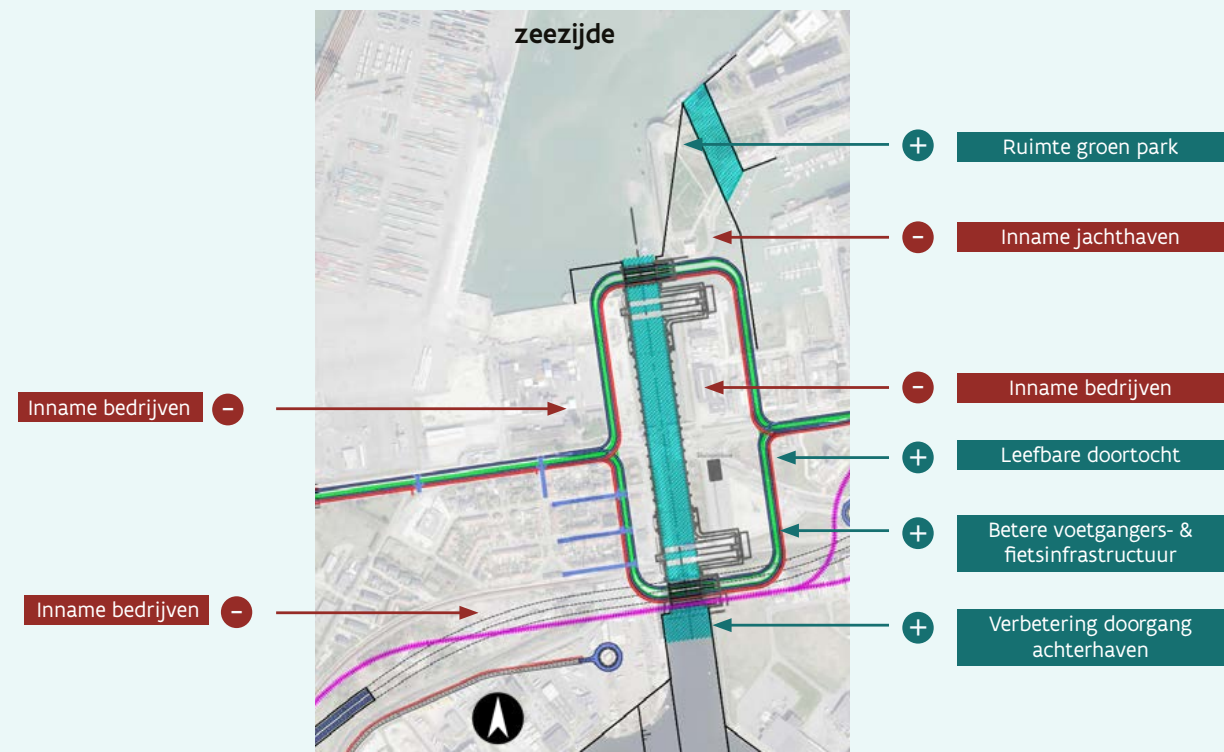 zeezijde
+ Ruimte groen park
- Inname jachthaven
Inname bedrijven -
- Inname bedrijven
+ Leefbare doortocht
+ Betere voetgangers- &
fietsinfrastructuur
Inname bedrijven -
+ Verbetering doorgang
achterhaven